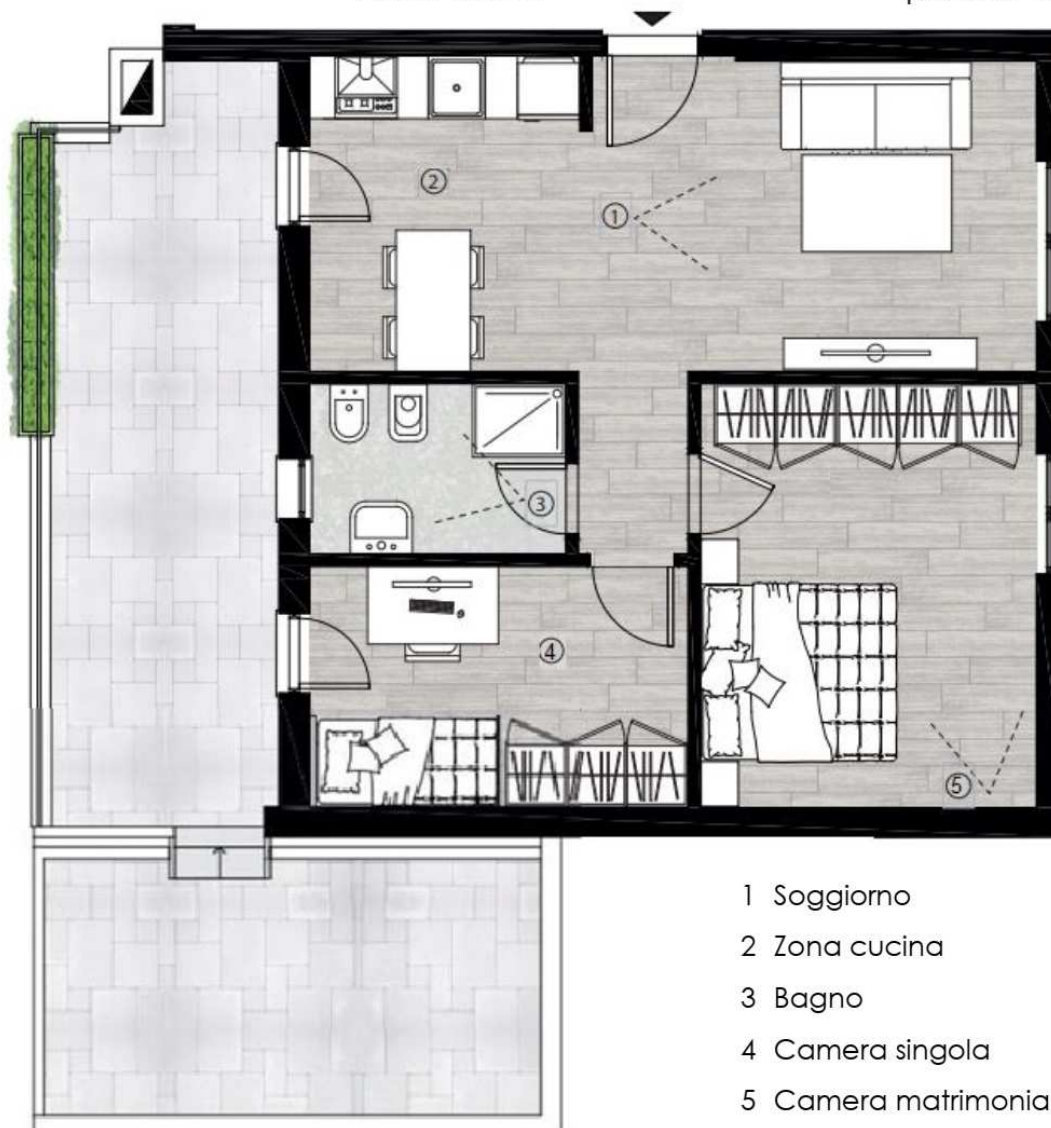 2
1
3
4
5
1 Soggiorno
2 Zona cucina
3 Bagno
4 Camera singola
5 Camera matrimonia